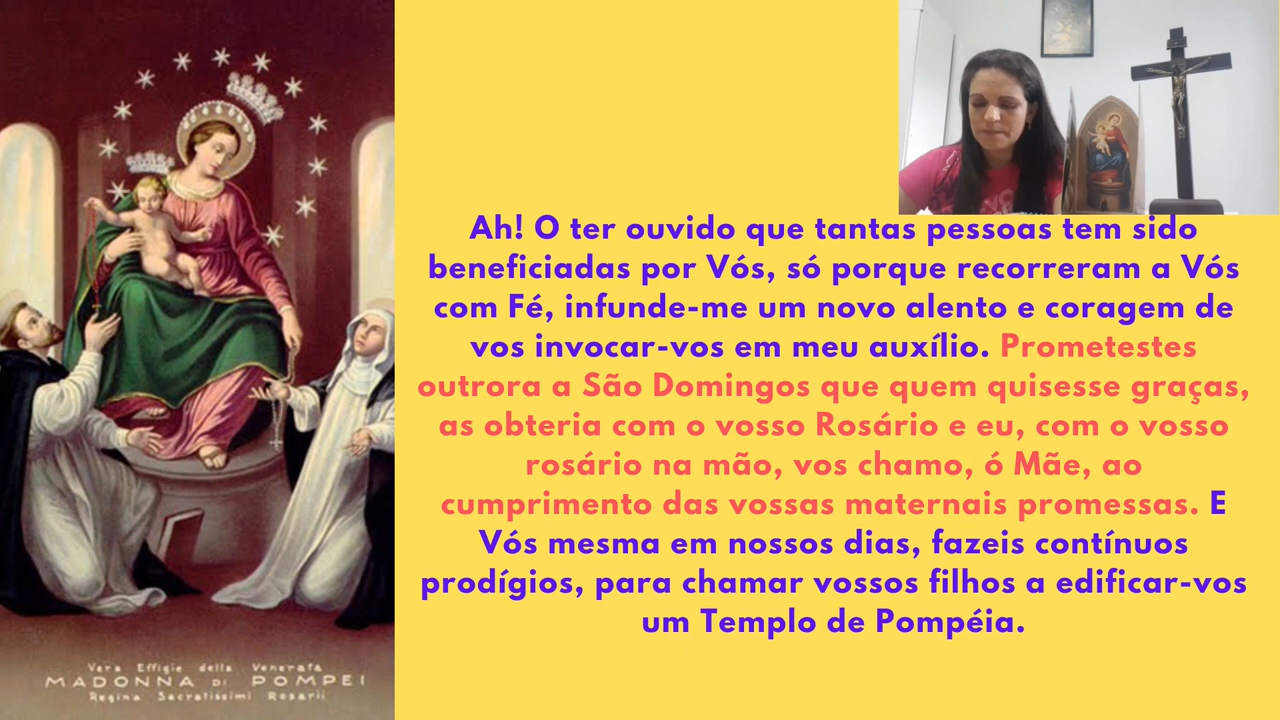 Ah! O ter ouvido que tantas pessoas tem sido
beneficiadas por Vós, só porque recorreram a Vós
com Fé, infunde-me um novo alento e coragem de
vos invocar-vos em meu auxílio. Prometestes
outrora a São Domingos que quem quisesse graças,
as obteria com o vosso Rosário e eu, com o vosso
rosário na mão, vos chamo, ó Mãe, ao
cumprimento das vossas maternais promessas. E
Vós mesma em nossos dias, fazeis contínuos
prodígios, para chamar vossos filhos a edificar-vos
um Templo de Pompéia.
Vera Effigie della Venerata
MADONNA DI POMPEI
Regina Sacratissimi Rosarii